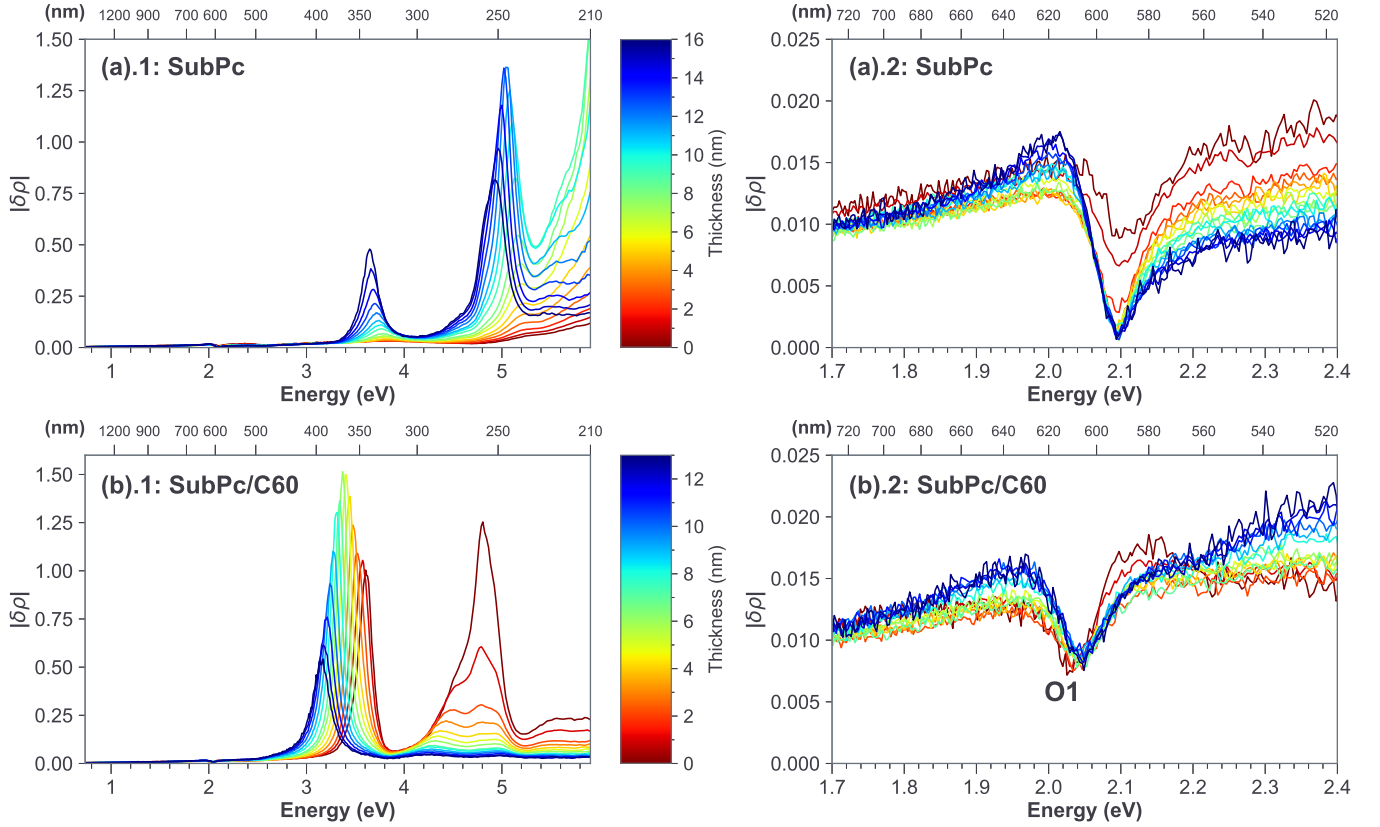 (nm) 1200 900 700 600 500 400 350 300 250 210
1.50
1.25
1.00
0.75
0.50
0.25
0.00
|δρ|
(a).1: SubPc
1 2 3 4 5
Energy (eV)
16
14
12
10
8
6
4
2
0
Thickness (nm)
(nm) 720 700 680 660 640 620 600 580 560 540 520
0.025
0.020
0.015
0.010
0.005
0.000
|δρ|
(a).2: SubPc
1.7 1.8 1.9 2.0 2.1 2.2 2.3 2.4
Energy (eV)
(nm) 1200 900 700 600 500 400 350 300 250 210
1.50
1.25
1.00
0.75
0.50
0.25
0.00
|δρ|
(b).1: SubPc/C60
1 2 3 4 5
Energy (eV)
12
10
8
6
4
2
0
Thickness (nm)
(nm) 720 700 680 660 640 620 600 580 560 540 520
0.025
0.020
0.015
0.010
0.005
0.000
|δρ|
(b).2: SubPc/C60
O1
1.7 1.8 1.9 2.0 2.1 2.2 2.3 2.4
Energy (eV)